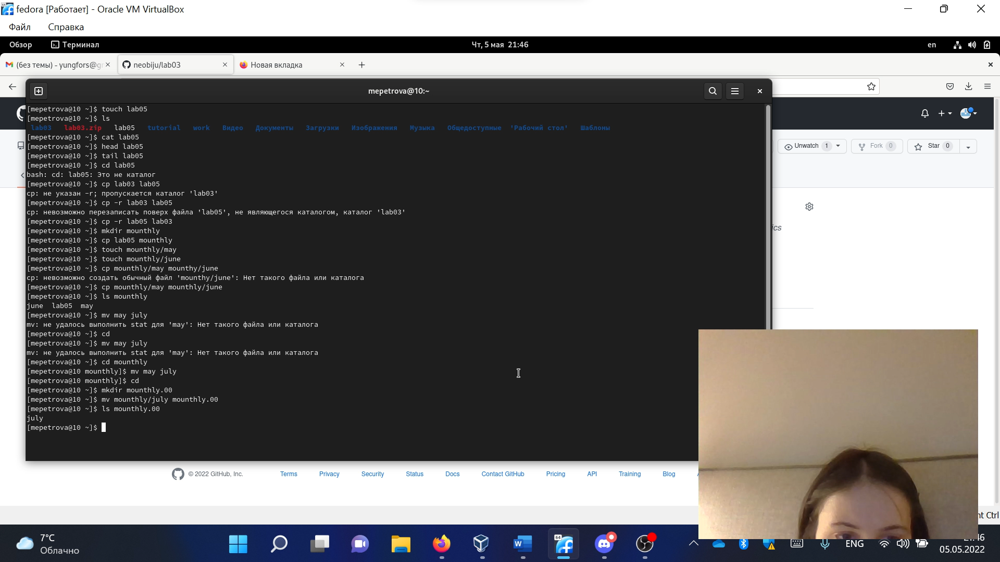 fedora [Работает] - Oracle VM VirtualBox
Файл Справка
Обзор Терминал Чт, 5 мая 21:46 en
(без темы) - yungfors@g neobiju/lab03 Новая вкладка
mepetrova@10:~
[mepetrova@10 ~]$ touch lab05
[mepetrova@10 ~]$ ls
lab03 lab03.zip lab05 tutorial work Видео Документы Загрузки Изображения Музыка Общедоступные 'Рабочий стол' Шаблоны
[mepetrova@10 ~]$ cat lab05
[mepetrova@10 ~]$ head lab05
[mepetrova@10 ~]$ tail lab05
[mepetrova@10 ~]$ cd lab05
bash: cd: lab05: Это не каталог
[mepetrova@10 ~]$ cp lab03 lab05
cp: не указан -r; пропускается каталог 'lab03'
[mepetrova@10 ~]$ cp -r lab03 lab05
cp: невозможно перезаписать поверх файла 'lab05', не являющегося каталогом, каталог 'lab03'
[mepetrova@10 ~]$ cp -r lab05 lab03
[mepetrova@10 ~]$ mkdir mounthly
[mepetrova@10 ~]$ cp lab05 mounthly
[mepetrova@10 ~]$ touch mounthly/may
[mepetrova@10 ~]$ touch mounthly/june
[mepetrova@10 ~]$ cp mounthly/may mounthy/june
cp: невозможно создать обычный файл 'mounthy/june': Нет такого файла или каталога
[mepetrova@10 ~]$ cp mounthly/may mounthly/june
[mepetrova@10 ~]$ ls mounthly
june lab05 may
[mepetrova@10 ~]$ mv may july
mv: не удалось выполнить stat для 'may': Нет такого файла или каталога
[mepetrova@10 ~]$ cd
[mepetrova@10 ~]$ mv may july
mv: не удалось выполнить stat для 'may': Нет такого файла или каталога
[mepetrova@10 ~]$ cd mounthly
[mepetrova@10 mounthly]$ mv may july
[mepetrova@10 mounthly]$ cd
[mepetrova@10 ~]$ mkdir mounthly.00
[mepetrova@10 ~]$ mv mounthly/july mounthly.00
[mepetrova@10 ~]$ ls mounthly.00
july
[mepetrova@10 ~]$
Unwatch 1 Fork 0 Star 0
ics
© 2022 GitHub, Inc. Terms Privacy Security Status Docs Contact GitHub Pricing API Training Blog
nt Ctrl
7°C
Облачно
64
W
ENG
05.05.2022